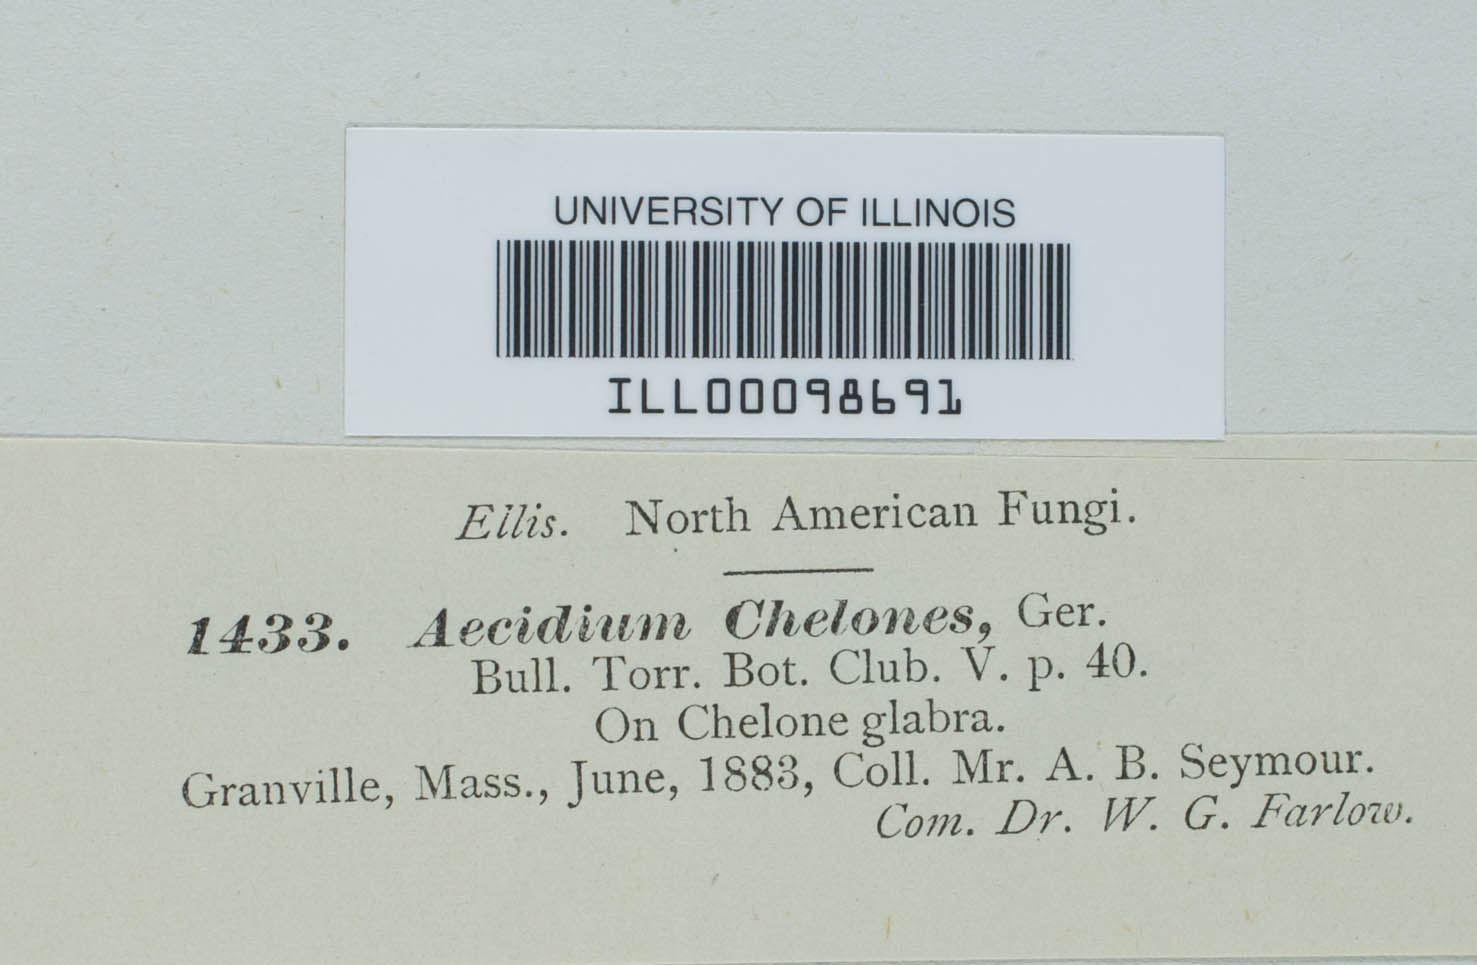 UNIVERSITY OF ILLINOIS
ILL00098691
Ellis. North American Fungi.
1433. Aecidium Chelones, Ger.
Bull. Torr. Bot. Club. V. p. 40.
On Chelone glabra.
Granville, Mass., June, 1883, Coll. Mr. A. B. Seymour.
Com. Dr. W. G. Farlow.